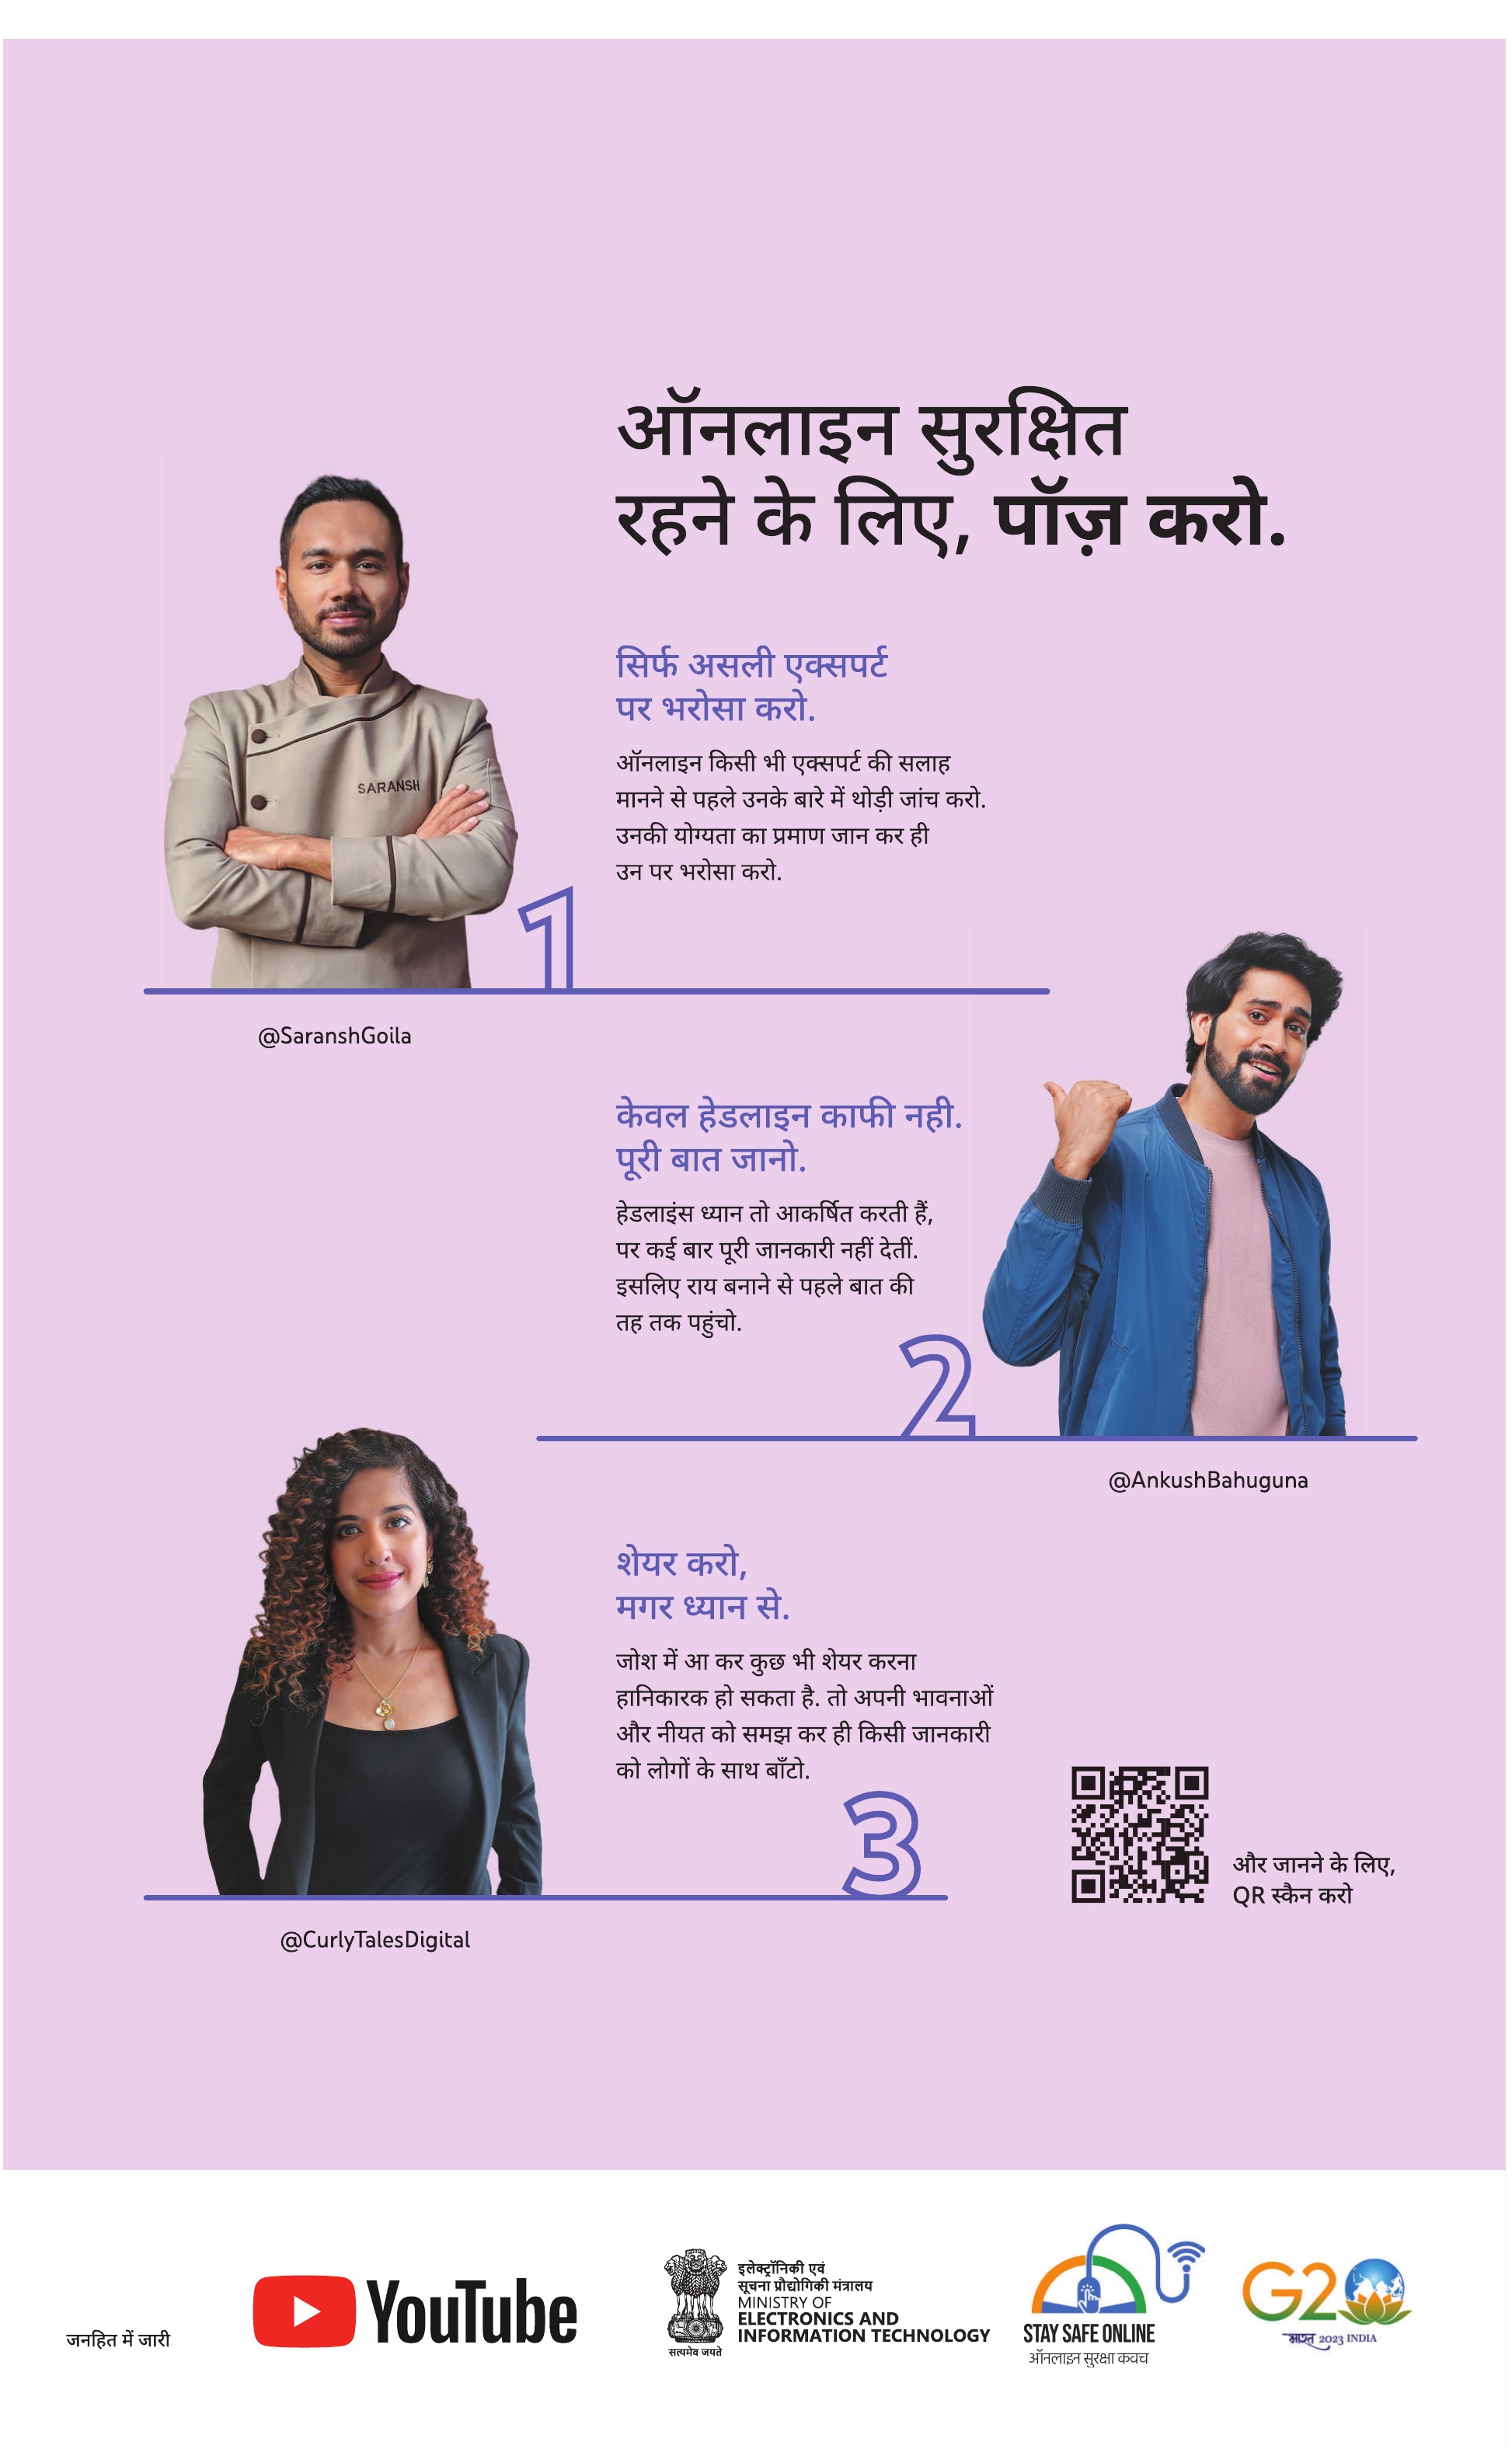 ऑनलाइन सुरक्षित
रहने के लिए, पॉज़ करो.
SARANSH
सिर्फ असली एक्सपर्ट
पर भरोसा करो.
ऑनलाइन किसी भी एक्सपर्ट की सलाह
मानने से पहले उनके बारे में थोड़ी जांच करो.
उनकी योग्यता का प्रमाण जान कर ही
उन पर भरोसा करो.
1
@SaranshGoila
केवल हेडलाइन काफी नही.
पूरी बात जानो.
हेडलाइंस ध्यान तो आकर्षित करती हैं,
पर कई बार पूरी जानकारी नहीं देतीं.
इसलिए राय बनाने से पहले बात की
तह तक पहुंचो.
2
@AnkushBahuguna
शेयर करो,
मगर ध्यान से.
जोश में आ कर कुछ भी शेयर करना
हानिकारक हो सकता है. तो अपनी भावनाओं
और नीयत को समझ कर ही किसी जानकारी
को लोगों के साथ बाँटो.
3
@CurlyTalesDigital
और जानने के लिए,
QR स्कैन करो
जनहित में जारी
YouTube
सत्यमेव जयते
इलेक्ट्रॉनिकी एवं
सूचना प्रौद्योगिकी मंत्रालय
MINISTRY OF
ELECTRONICS AND
INFORMATION TECHNOLOGY
STAY SAFE ONLINE
ऑनलाइन सुरक्षा कवच
G20
भारत 2023 INDIA